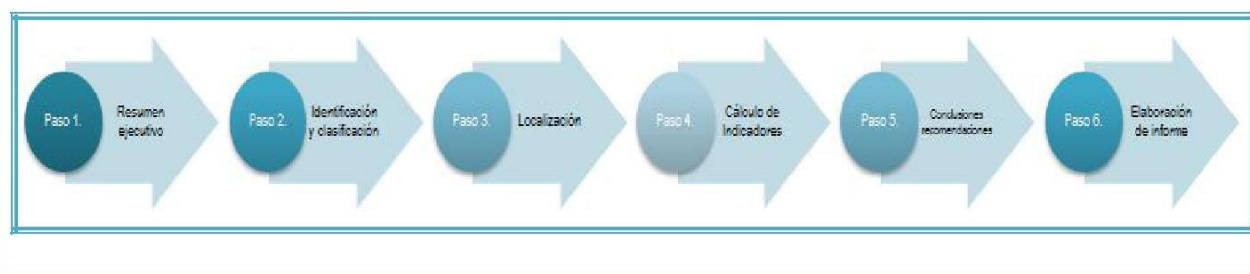 Paso 1.
Resumen
ejecutivo
Paso 2.
Identificación
y clasificación
Paso 3.
Localización
Paso 4.
Cálculo de
Indicadores
Paso 5.
Conclusiones
recomendaciones
Paso 6.
Elaboración
de informe